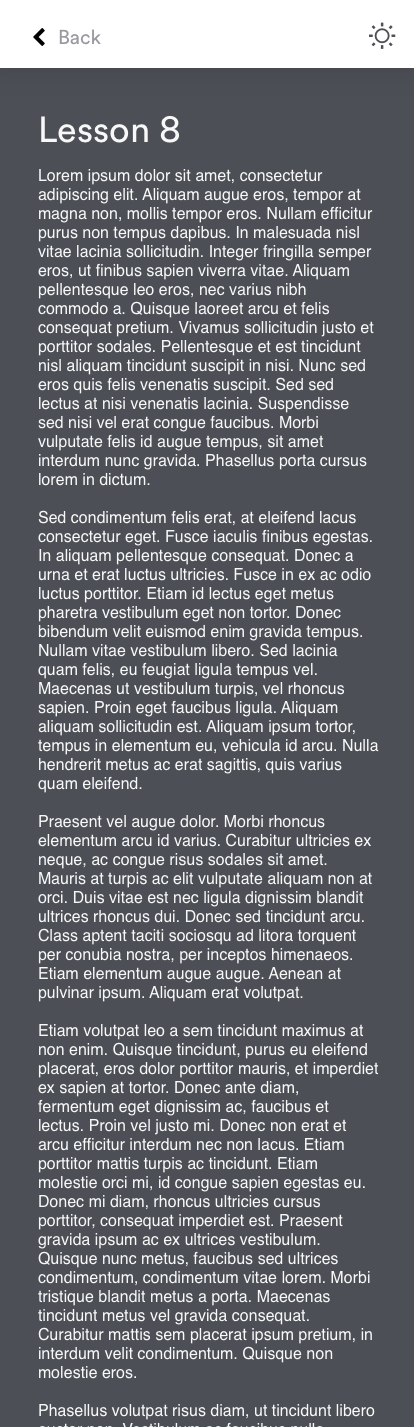 Back
Lesson 8
Lorem ipsum dolor sit amet, consectetur
adipiscing elit. Aliquam augue eros, tempor at
magna non, mollis tempor eros. Nullam efficitur
purus non tempus dapibus. In malesuada nisl
vitae lacinia sollicitudin. Integer fringilla semper
eros, ut finibus sapien viverra vitae. Aliquam
pellentesque leo eros, nec varius nibh
commodo a. Quisque laoreet arcu et felis
consequat pretium. Vivamus sollicitudin justo et
porttitor sodales. Pellentesque et est tincidunt
nisl aliquam tincidunt suscipit in nisi. Nunc sed
eros quis felis venenatis suscipit. Sed sed
lectus at nisi venenatis lacinia. Suspendisse
sed nisi vel erat congue faucibus. Morbi
vulputate felis id augue tempus, sit amet
interdum nunc gravida. Phasellus porta cursus
lorem in dictum.
Sed condimentum felis erat, at eleifend lacus
consectetur eget. Fusce iaculis finibus egestas.
In aliquam pellentesque consequat. Donec a
urna et erat luctus ultricies. Fusce in ex ac odio
luctus porttitor. Etiam id lectus eget metus
pharetra vestibulum eget non tortor. Donec
bibendum velit euismod enim gravida tempus.
Nullam vitae vestibulum libero. Sed lacinia
quam felis, eu feugiat ligula tempus vel.
Maecenas ut vestibulum turpis, vel rhoncus
sapien. Proin eget faucibus ligula. Aliquam
aliquam sollicitudin est. Aliquam ipsum tortor,
tempus in elementum eu, vehicula id arcu. Nulla
hendrerit metus ac erat sagittis, quis varius
quam eleifend.
Praesent vel augue dolor. Morbi rhoncus
elementum arcu id varius. Curabitur ultricies ex
neque, ac congue risus sodales sit amet.
Mauris at turpis ac elit vulputate aliquam non at
orci. Duis vitae est nec ligula dignissim blandit
ultrices rhoncus dui. Donec sed tincidunt arcu.
Class aptent taciti sociosqu ad litora torquent
per conubia nostra, per inceptos himenaeos.
Etiam elementum augue augue. Aenean at
pulvinar ipsum. Aliquam erat volutpat.
Etiam volutpat leo a sem tincidunt maximus at
non enim. Quisque tincidunt, purus eu eleifend
placerat, eros dolor porttitor mauris, et imperdiet
ex sapien at tortor. Donec ante diam,
fermentum eget dignissim ac, faucibus et
lectus. Proin vel justo mi. Donec non erat et
arcu efficitur interdum nec non lacus. Etiam
porttitor mattis turpis ac tincidunt. Etiam
molestie orci mi, id congue sapien egestas eu.
Donec mi diam, rhoncus ultricies cursus
porttitor, consequat imperdiet est. Praesent
gravida ipsum ac ex ultrices vestibulum.
Quisque nunc metus, faucibus sed ultrices
condimentum, condimentum vitae lorem. Morbi
tristique blandit metus a porta. Maecenas
tincidunt metus vel gravida consequat.
Curabitur mattis sem placerat ipsum pretium, in
interdum velit condimentum. Quisque non
molestie eros.
Phasellus volutpat risus diam, ut tincidunt libero